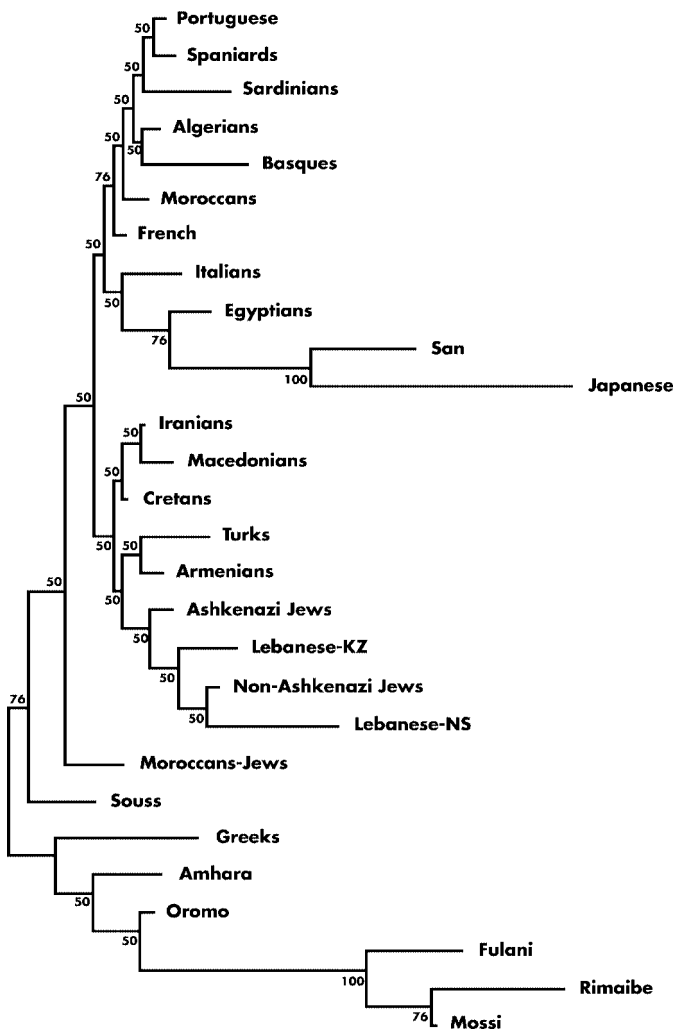 Portuguese
50
Spaniards
50
Sardinians
50
Algerians
50
50
Basques
76
Moroccans
French
50
Italians
50
Egyptians
76
San
100
Japanese
50
Iranians
50
Macedonians
50
Cretans
Turks
50
50
Armenians
50
50
Ashkenazi Jews
50
Lebanese-KZ
50
Non-Ashkenazi Jews
50
Lebanese-NS
76
Moroccans-Jews
Souss
Greeks
Amhara
50
Oromo
50
Fulani
100
Rimaibe
76
Mossi